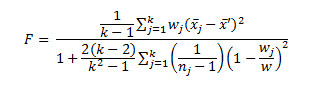 F = \frac{\frac{1}{k-1}\sum_{j=1}^{k} w_j(\bar{x}_j - \bar{x}')^2}{1 + \frac{2(k-2)}{k^2-1}\sum_{j=1}^{k}\left(\frac{1}{n_j-1}\right)\left(1 - \frac{w_j}{w}\right)^2}